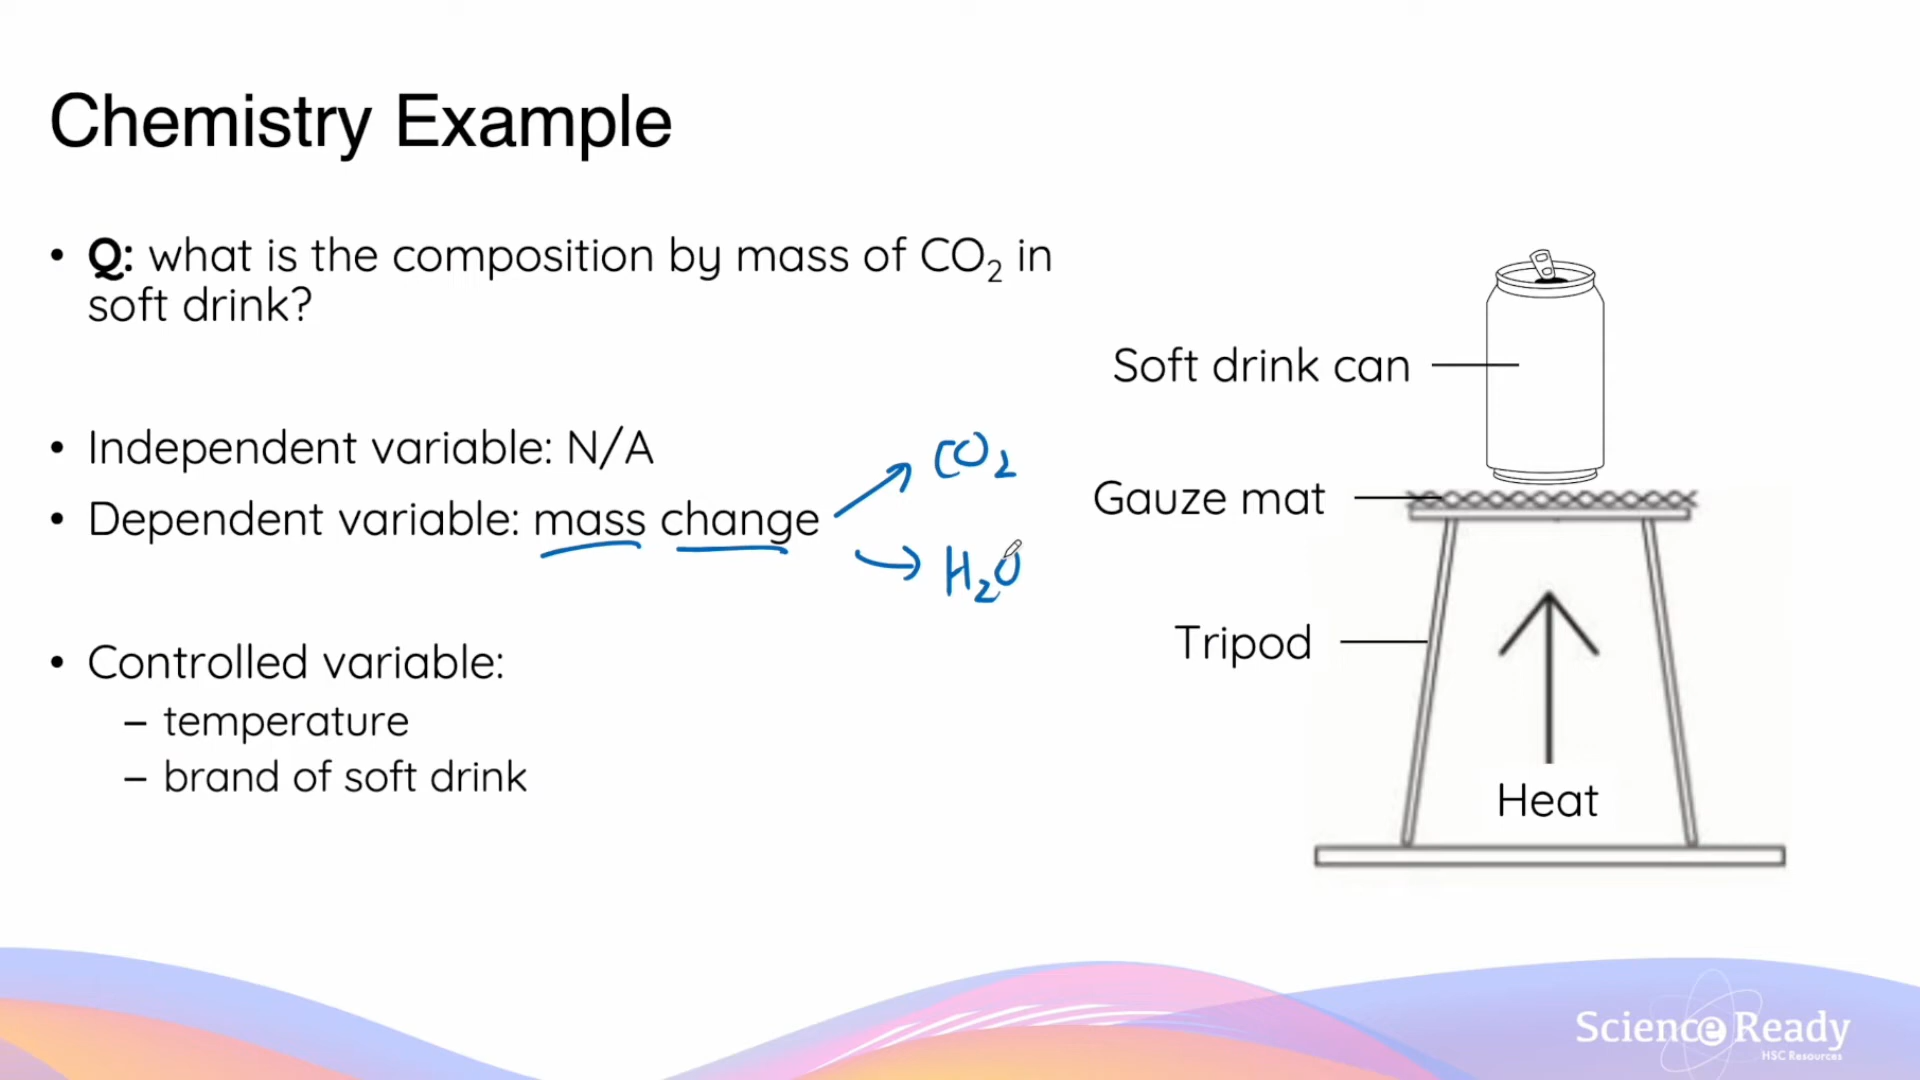 Chemistry Example
• Q: what is the composition by mass of CO₂ in
soft drink?
• Independent variable: N/A
• Dependent variable: mass change
CO₂
H₂O
• Controlled variable:
– temperature
– brand of soft drink
Soft drink can
Gauze mat
Tripod
Heat
Science Ready
HSC Resources